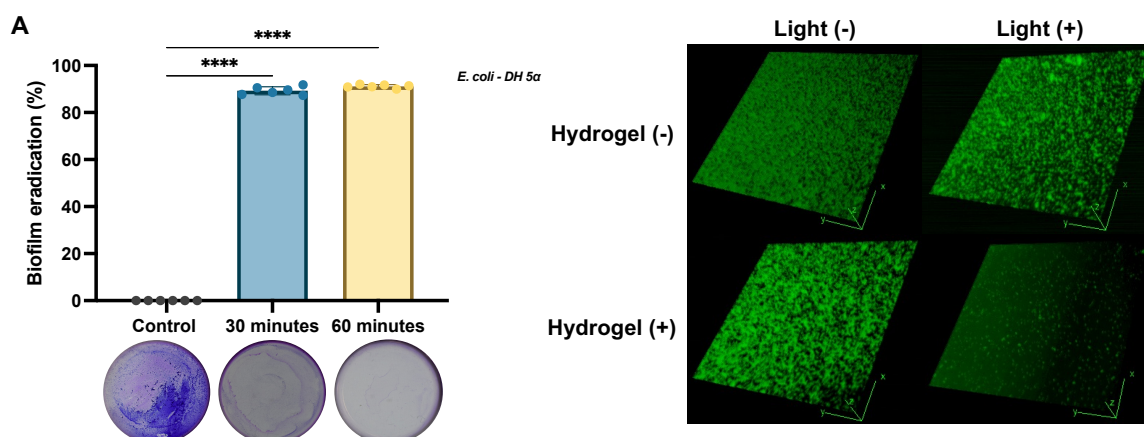 A
****
****
E. coli - DH 5α
Biofilm eradication (%)
100
80
60
40
20
0
Control
30 minutes
60 minutes
Light (-)
Light (+)
Hydrogel (-)
Hydrogel (+)
x
y
z
x
y
z
x
y
z
x
y
z